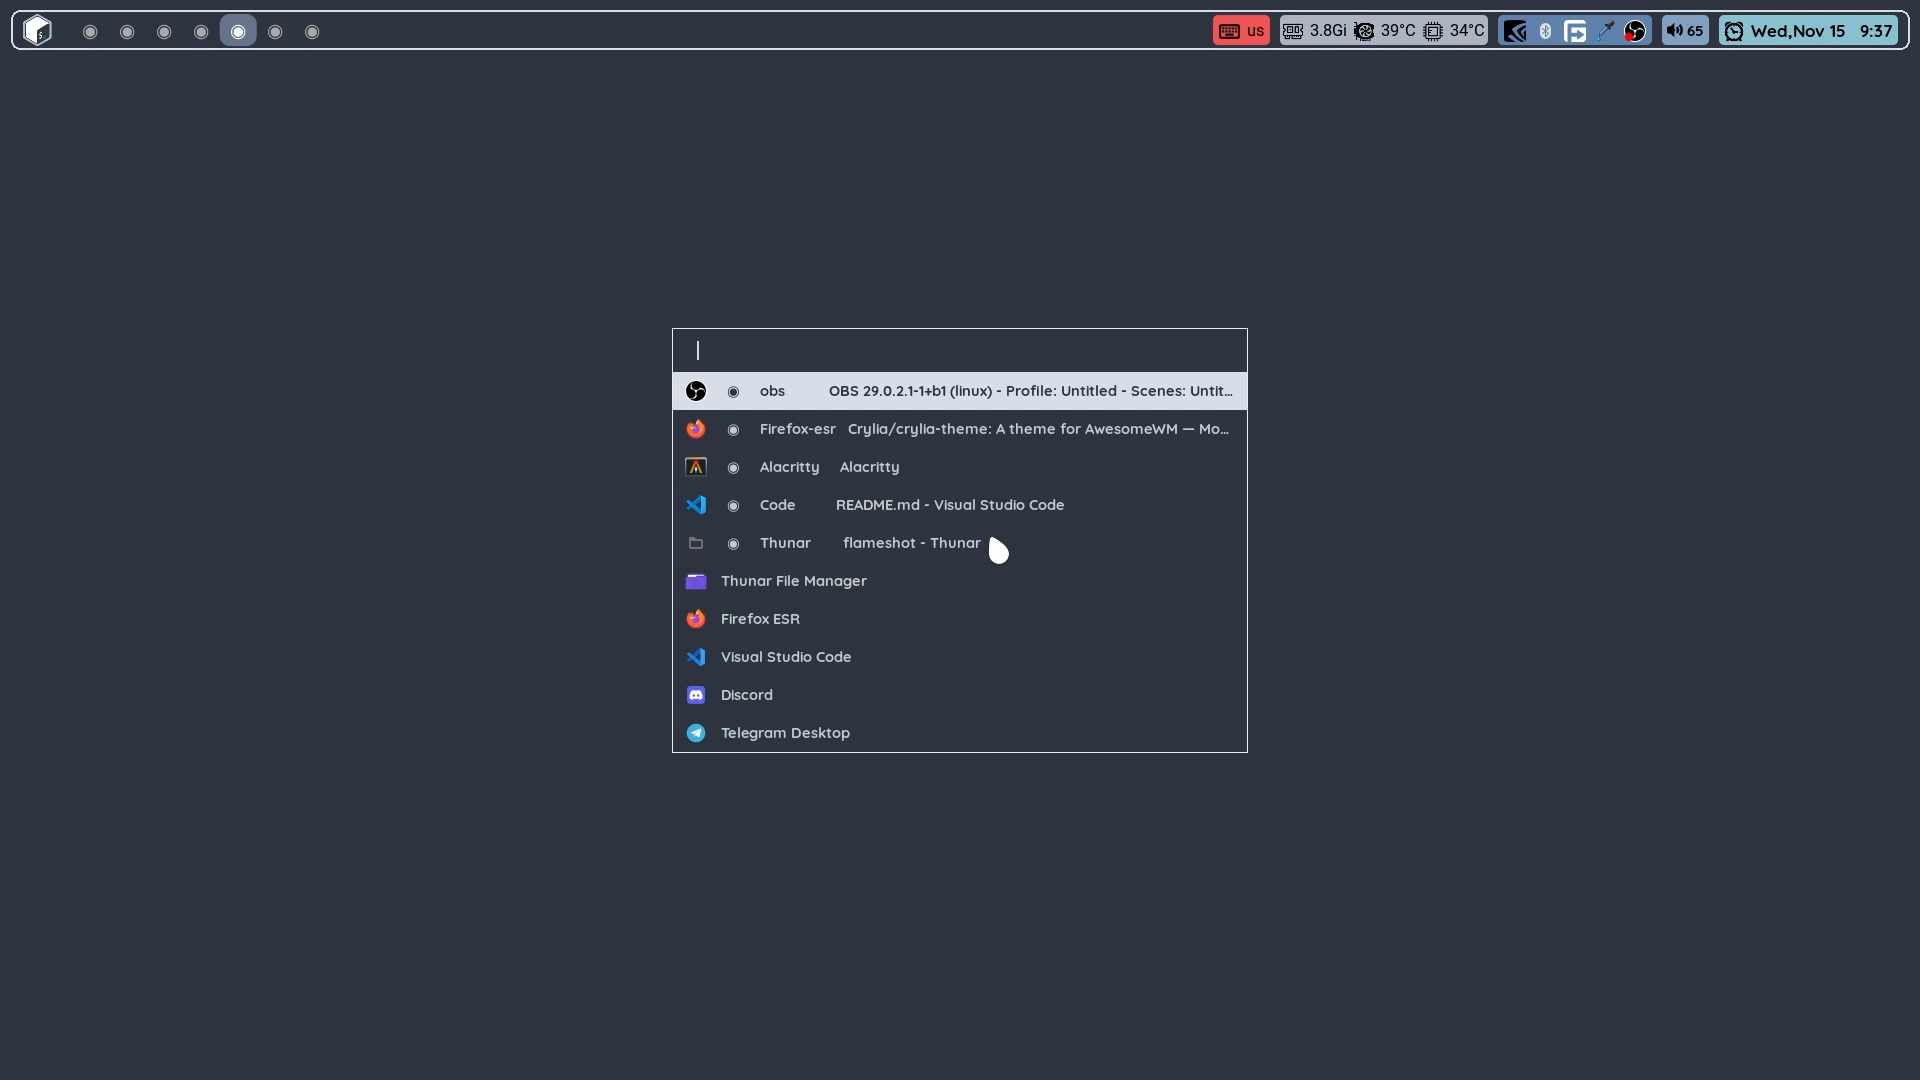 us 3.8Gi 39°C 34°C 65 Wed,Nov 15 9:37
obs OBS 29.0.2.1-1+b1 (linux) - Profile: Untitled - Scenes: Untit...
Firefox-esr Crylia/crylia-theme: A theme for AwesomeWM — Mo...
Alacritty Alacritty
Code README.md - Visual Studio Code
Thunar flameshot - Thunar
Thunar File Manager
Firefox ESR
Visual Studio Code
Discord
Telegram Desktop